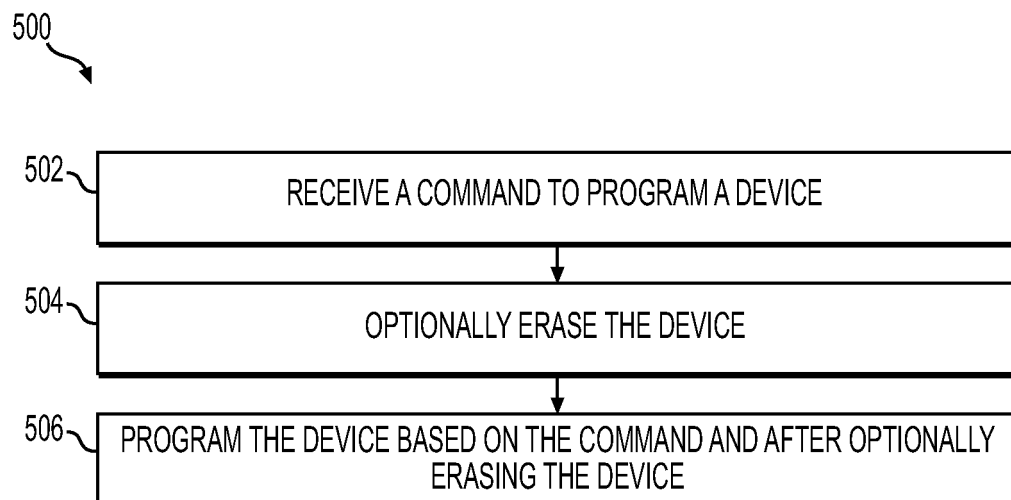 500
502
RECEIVE A COMMAND TO PROGRAM A DEVICE
504
OPTIONALLY ERASE THE DEVICE
506
PROGRAM THE DEVICE BASED ON THE COMMAND AND AFTER OPTIONALLY
ERASING THE DEVICE